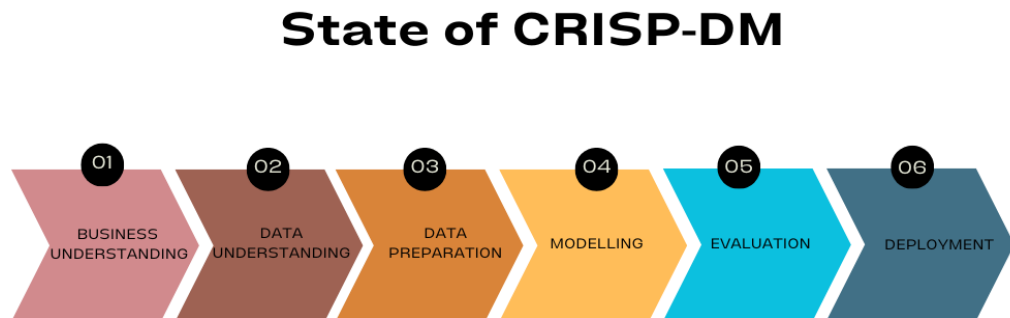 State of CRISP-DM
01
BUSINESS
UNDERSTANDING
02
DATA
UNDERSTANDING
03
DATA
PREPARATION
04
MODELLING
05
EVALUATION
06
DEPLOYMENT